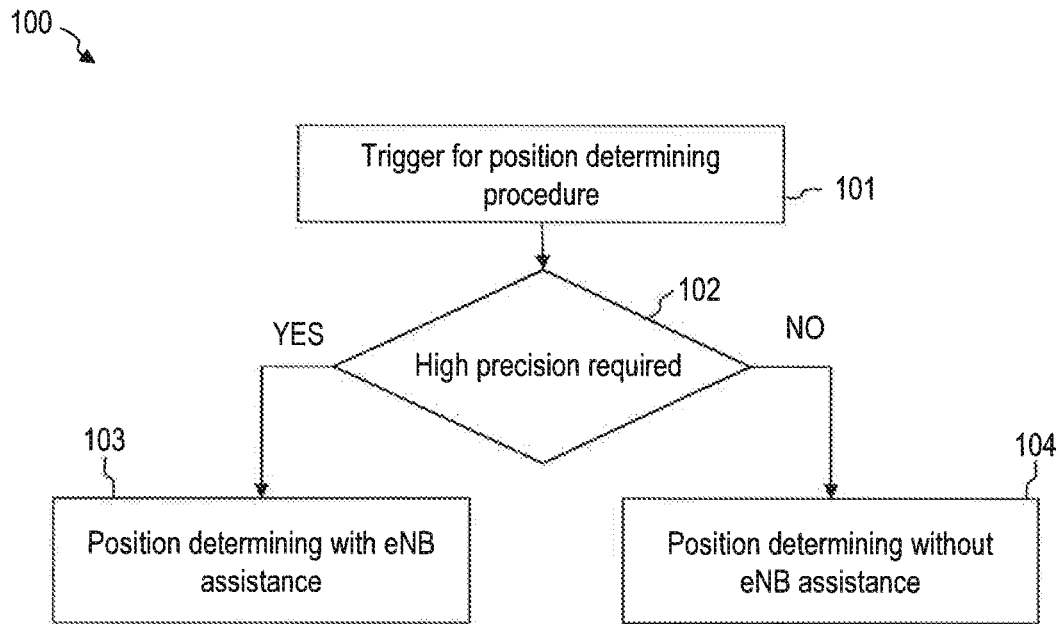 100
Trigger for position determining
procedure
101
102
YES
NO
High precision required
103
104
Position determining with eNB
assistance
Position determining without
eNB assistance